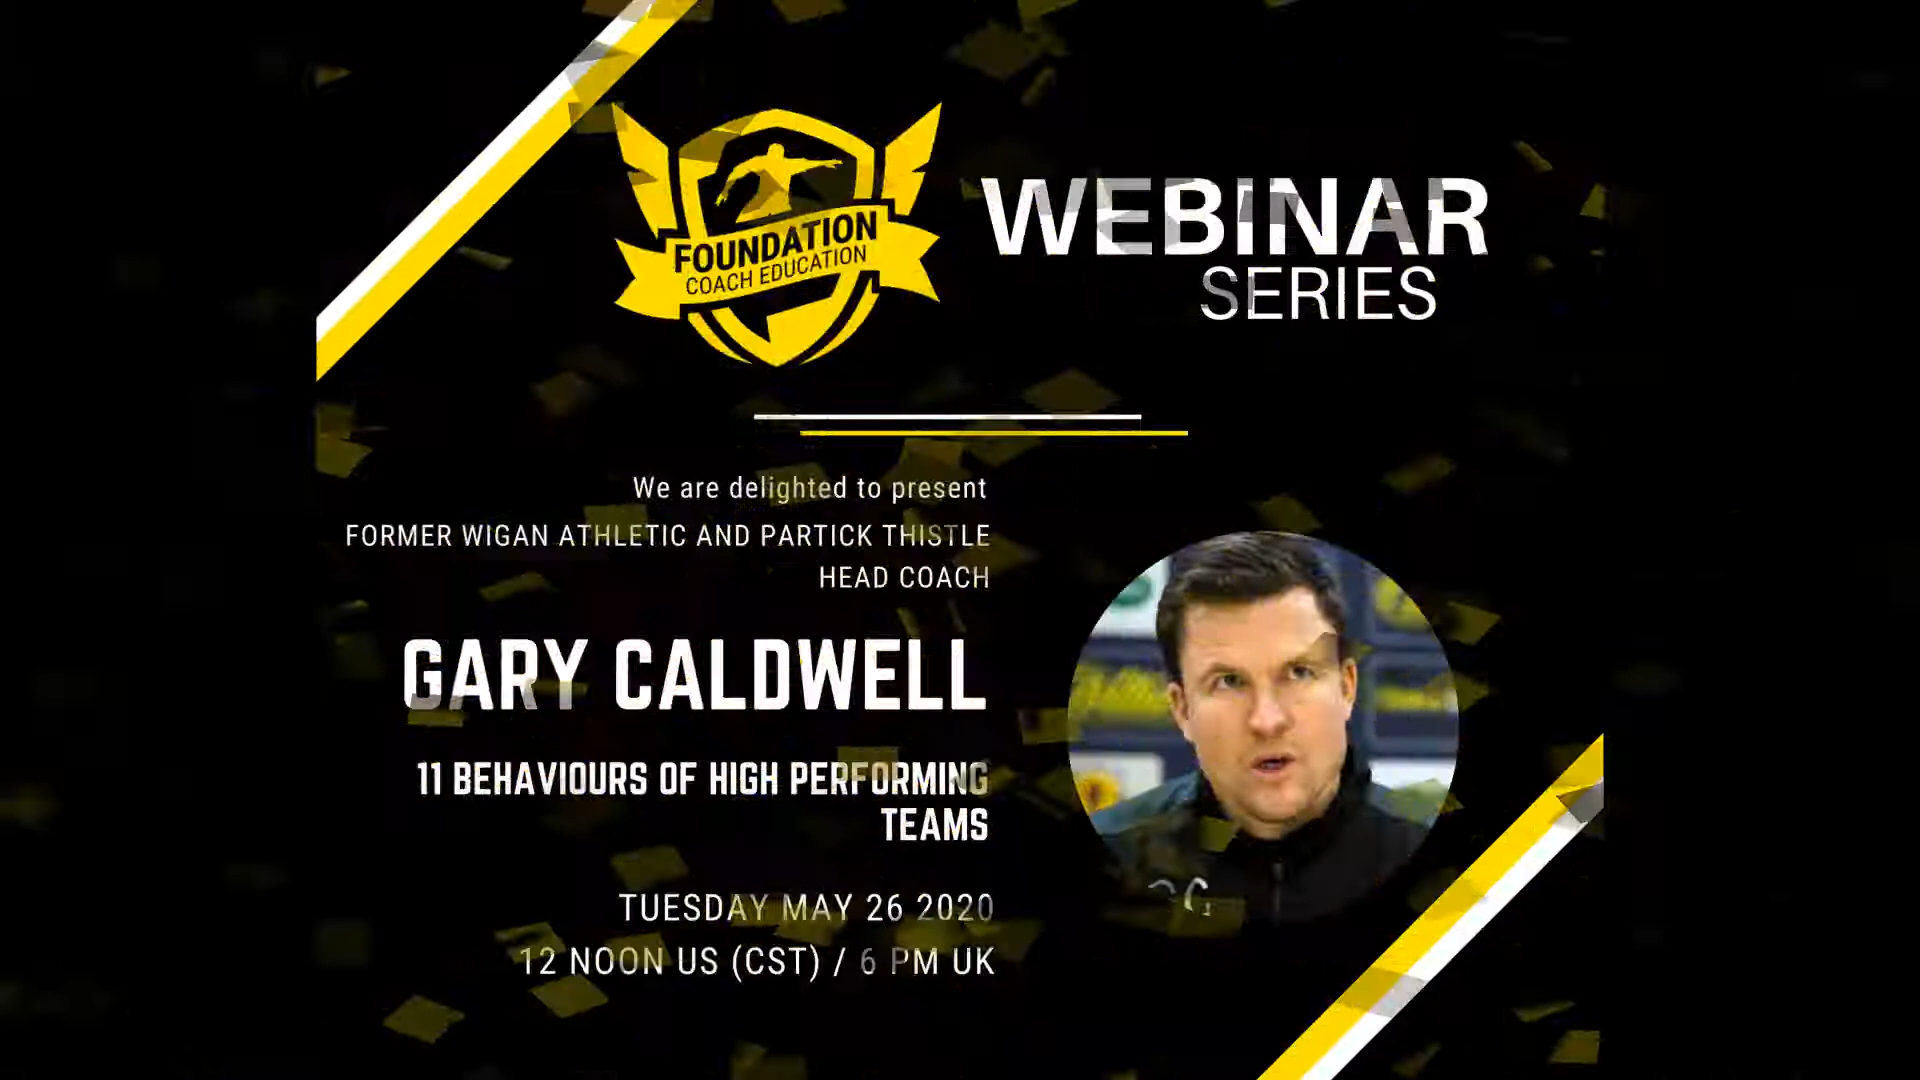 FOUNDATION
COACH EDUCATION
WEBINAR
SERIES
We are delighted to present
FORMER WIGAN ATHLETIC AND PARTICK THISTLE
HEAD COACH
GARY CALDWELL
11 BEHAVIOURS OF HIGH PERFORMING
TEAMS
TUESDAY MAY 26 2020
12 NOON US (CST) / 6 PM UK